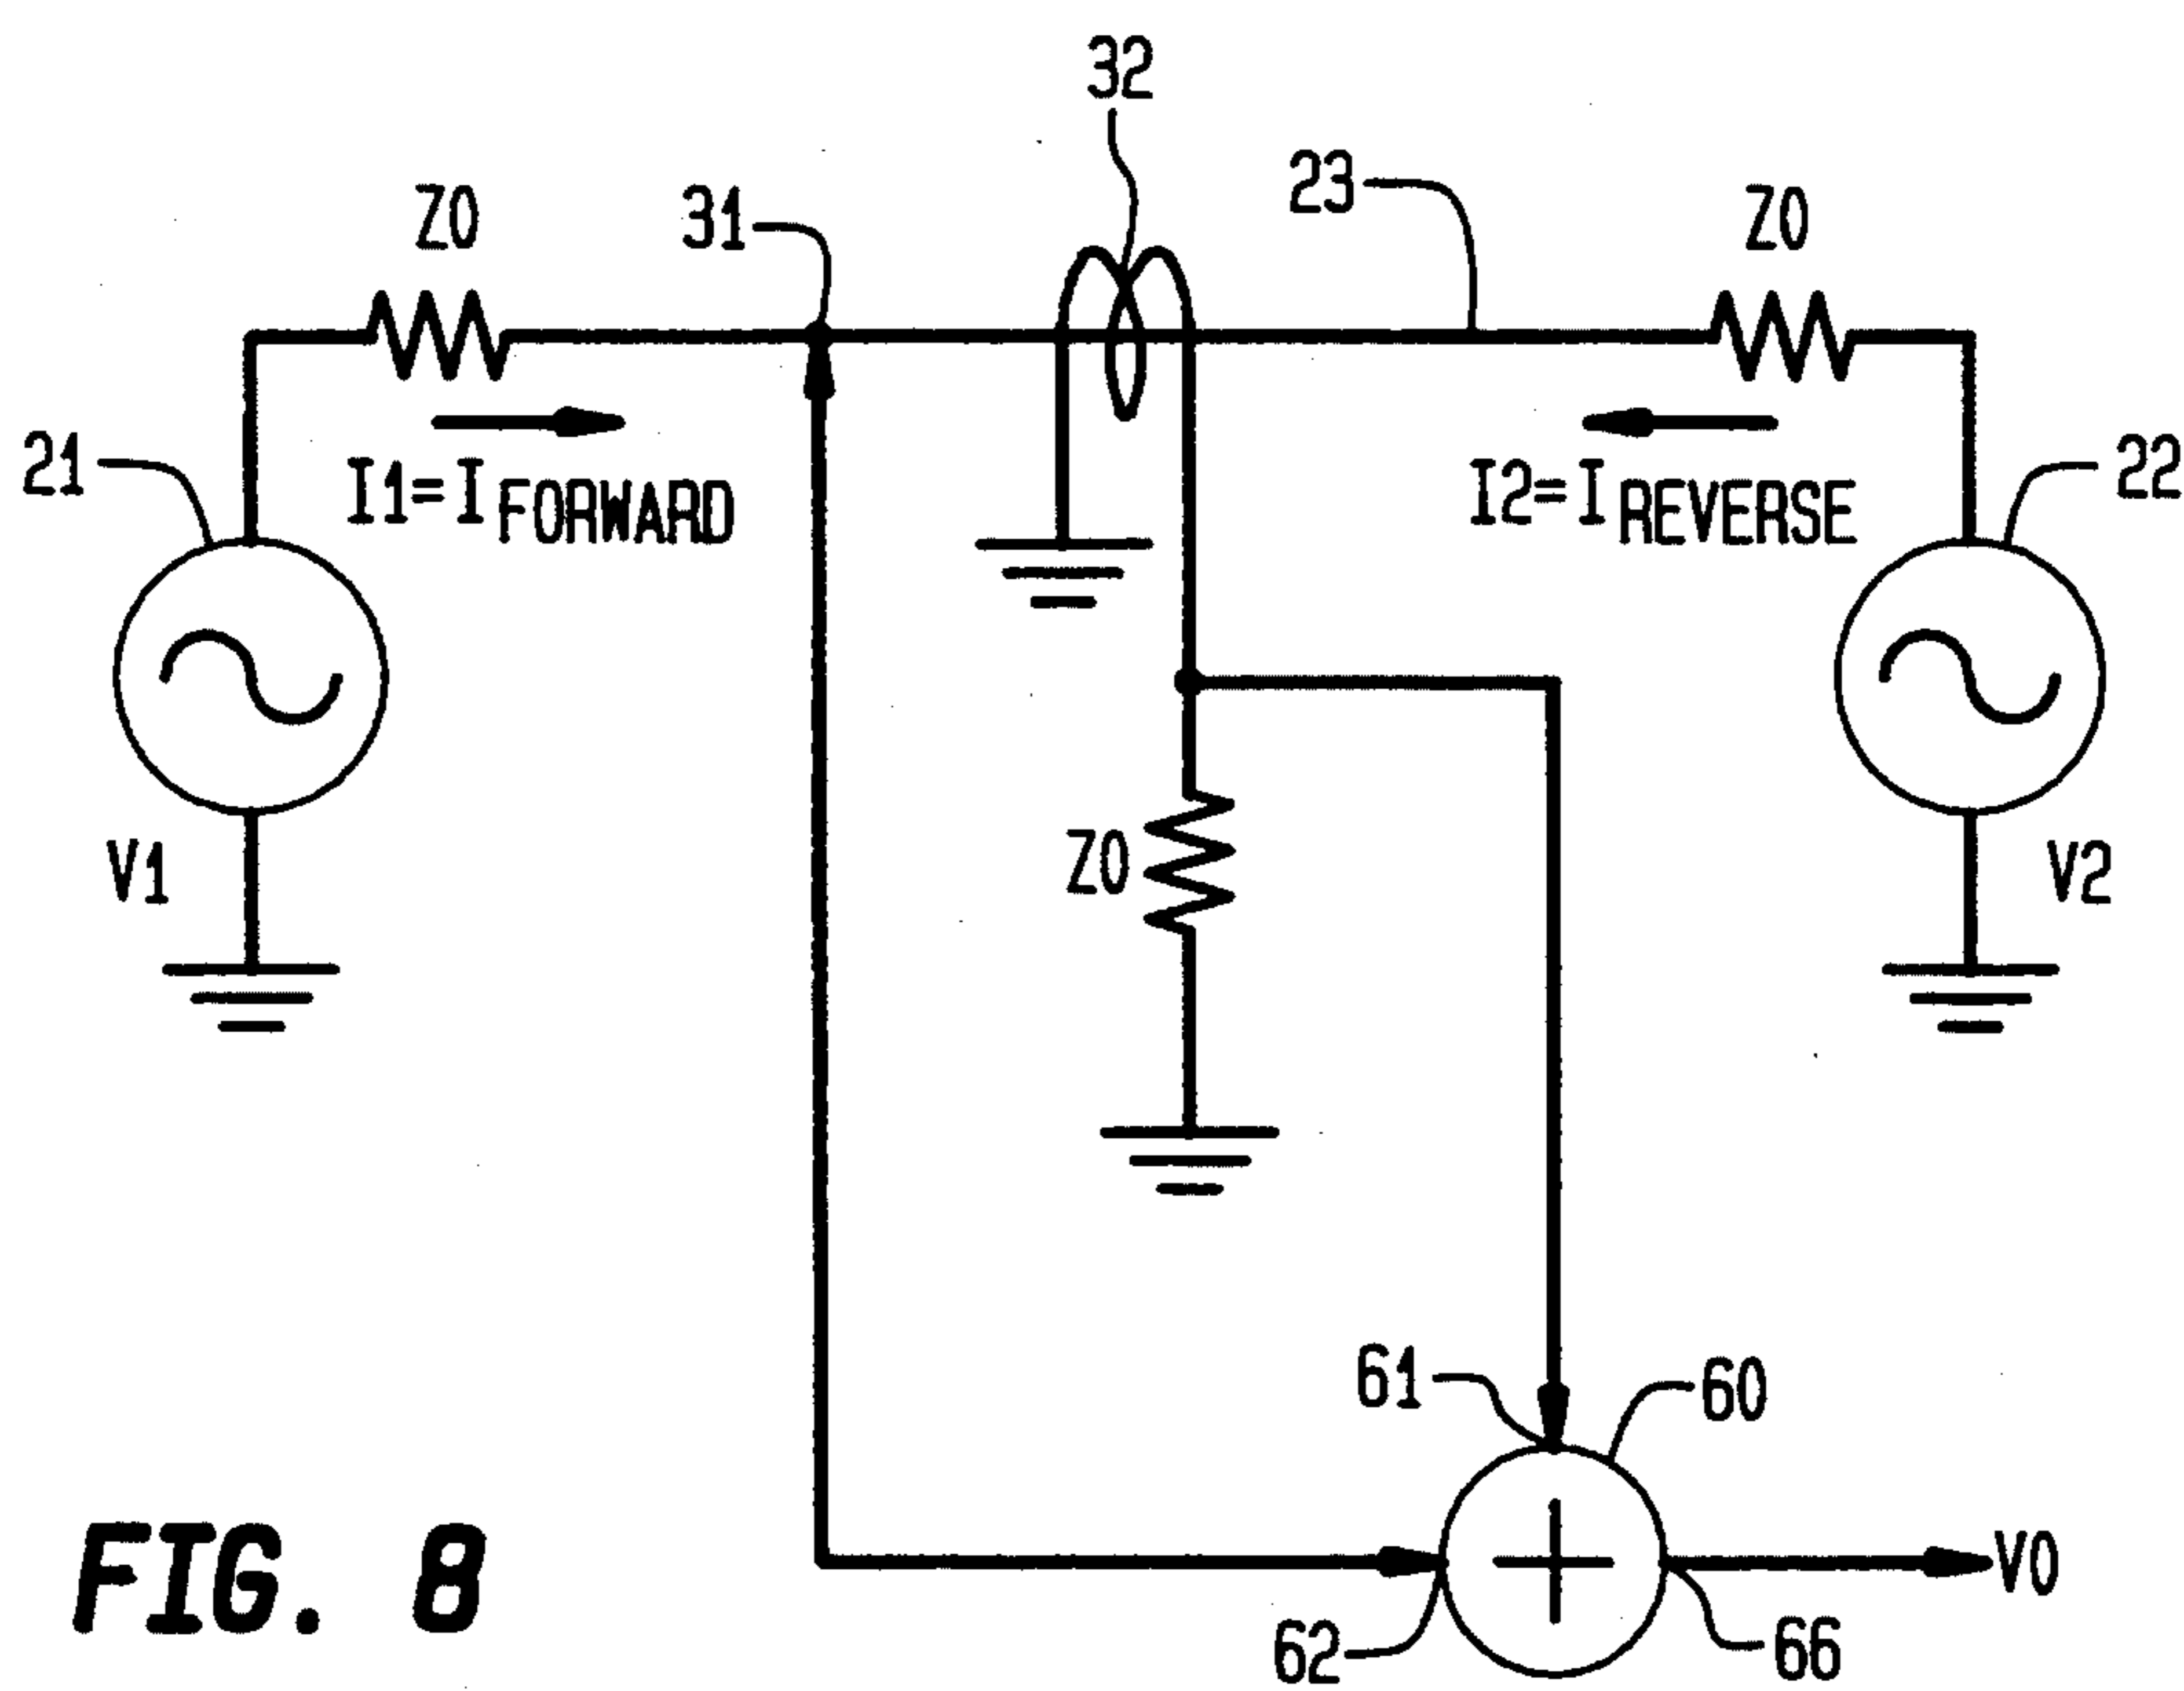 32
23
Z0
31
Z0
21
I1=I FORWARD
I2=I REVERSE
22
Z0
V1
V2
61
60
FIG. 8
V0
62
66